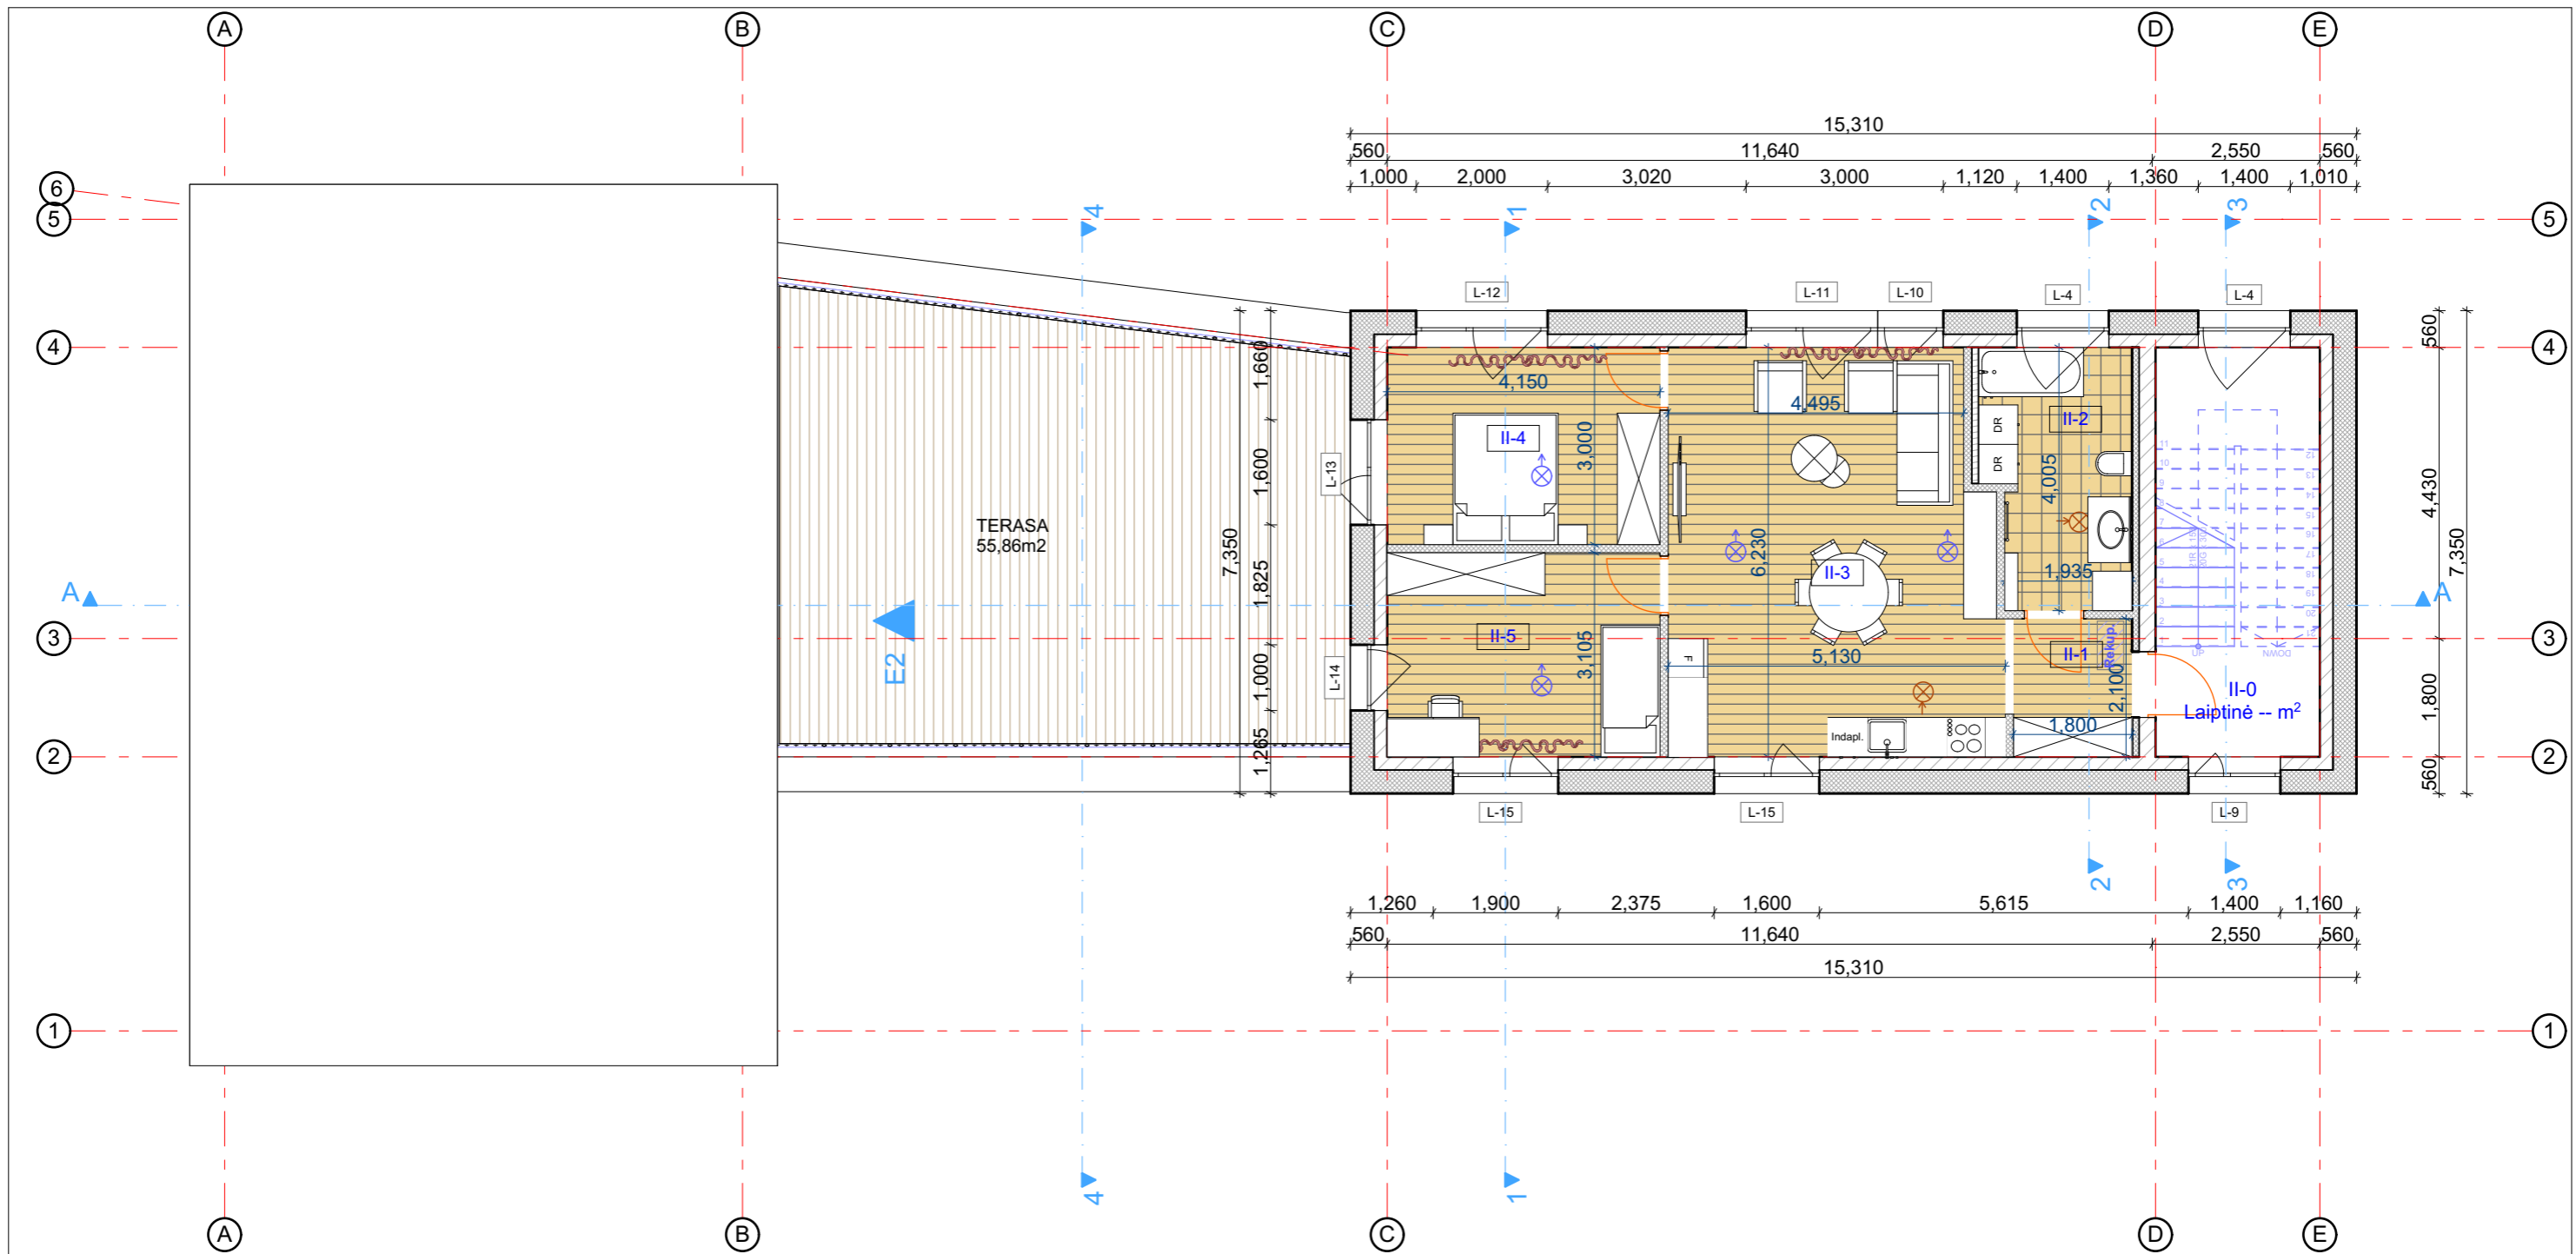 A B C D E
15,310
560 11,640 2,550 560
1,000 2,000 3,020 3,000 1,120 1,400 1,360 1,400 1,010
6
5 4 1 2 3 5
L-12 L-11 L-10 L-4 L-4
4 4
560
1,660
4,150
4,495
II-2
DR
II-4
3,000
DR
4,005
L-13
1,600
4,430
TERASA
55,86m2
7,350
6,230
7,350
1,825
II-3
1,935
A A
E2
3 3
II-5
3,105
II-1
Rekup.
F
5,130
UP DOWN
L-14
1,000
2,100
II-0
Laiptinė -- m²
1,800
Indapl.
1,800
1,265
2 2
560
L-15 L-15 L-9
2 3
1,260 1,900 2,375 1,600 5,615 1,400 1,160
560 11,640 2,550 560
15,310
1 1
4 1
A B C D E